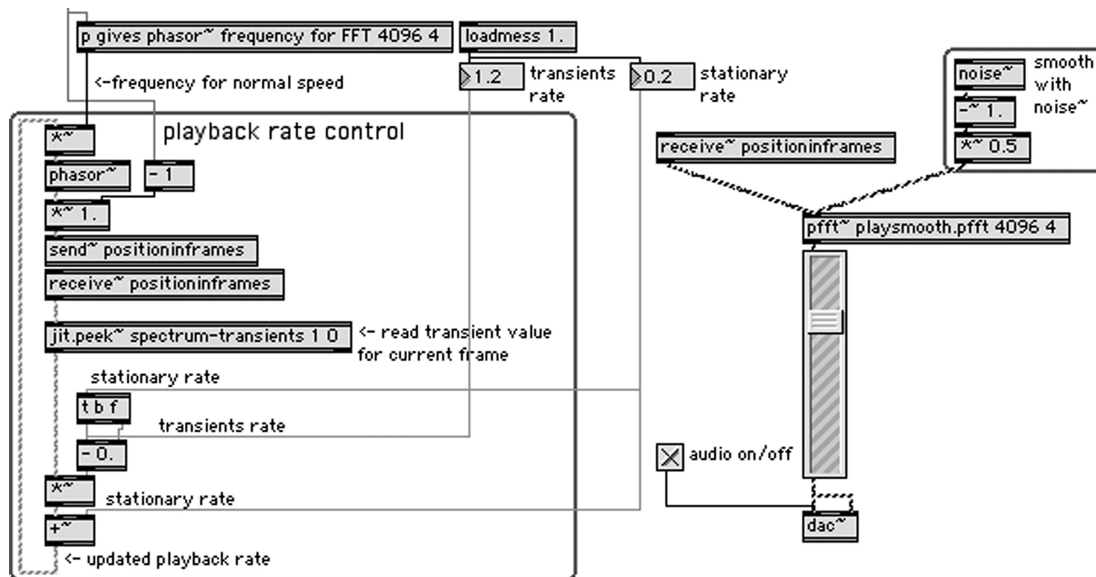 p gives phasor~ frequency for FFT 4096 4
loadmess 1.
<-frequency for normal speed
1.2
transients
rate
0.2
stationary
rate
noise~
-~ 1.
*~ 0.5
smooth
with
noise~
playback rate control
*~
phasor~
- 1
*~ 1.
send~ positioninframes
receive~ positioninframes
jit.peek~ spectrum-transients 1 0
<- read transient value
for current frame
stationary rate
t b f
transients rate
- 0.
*~
stationary rate
+~
<- updated playback rate
receive~ positioninframes
pfft~ playsmooth.pfft 4096 4
audio on/off
dac~